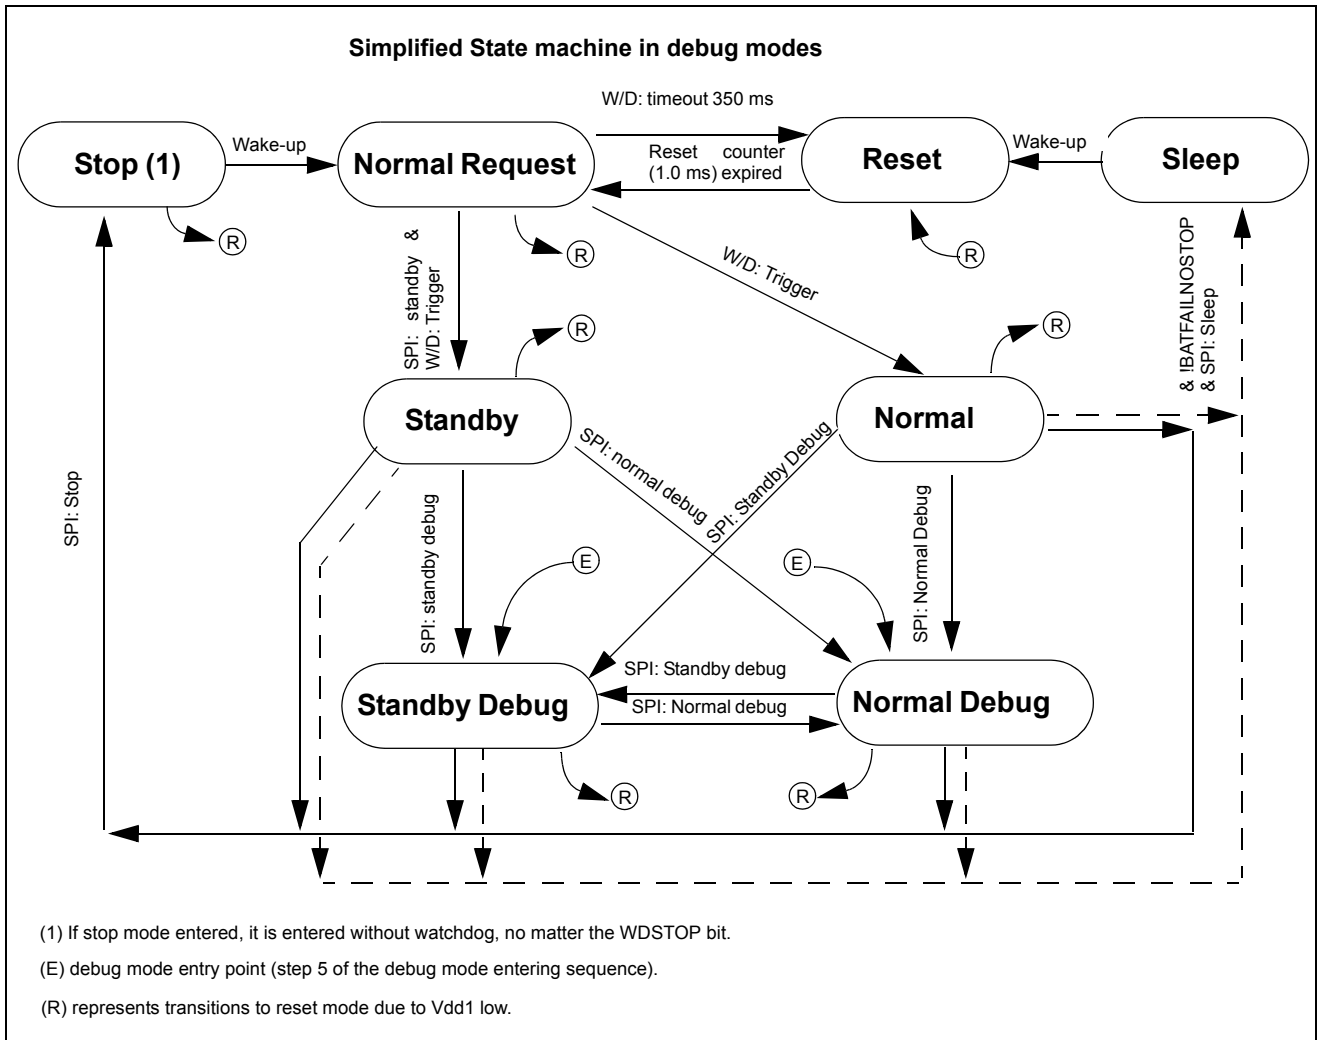 Simplified State machine in debug modes
W/D: timeout 350 ms
Stop (1)
Wake-up
Normal Request
Reset counter
(1.0 ms) expired
Reset
Wake-up
Sleep
R
R
R
SPI: standby &
W/D: Trigger
W/D: Trigger
& !BATFAILNOSTOP
& SPI: Sleep
R
R
Standby
Normal
SPI: Stop
SPI: normal debug
SPI: Standby Debug
SPI: standby debug
SPI: Normal Debug
E
E
SPI: Standby debug
Standby Debug
SPI: Normal debug
Normal Debug
R
R
(1) If stop mode entered, it is entered without watchdog, no matter the WDSTOP bit.
(E) debug mode entry point (step 5 of the debug mode entering sequence).
(R) represents transitions to reset mode due to Vdd1 low.